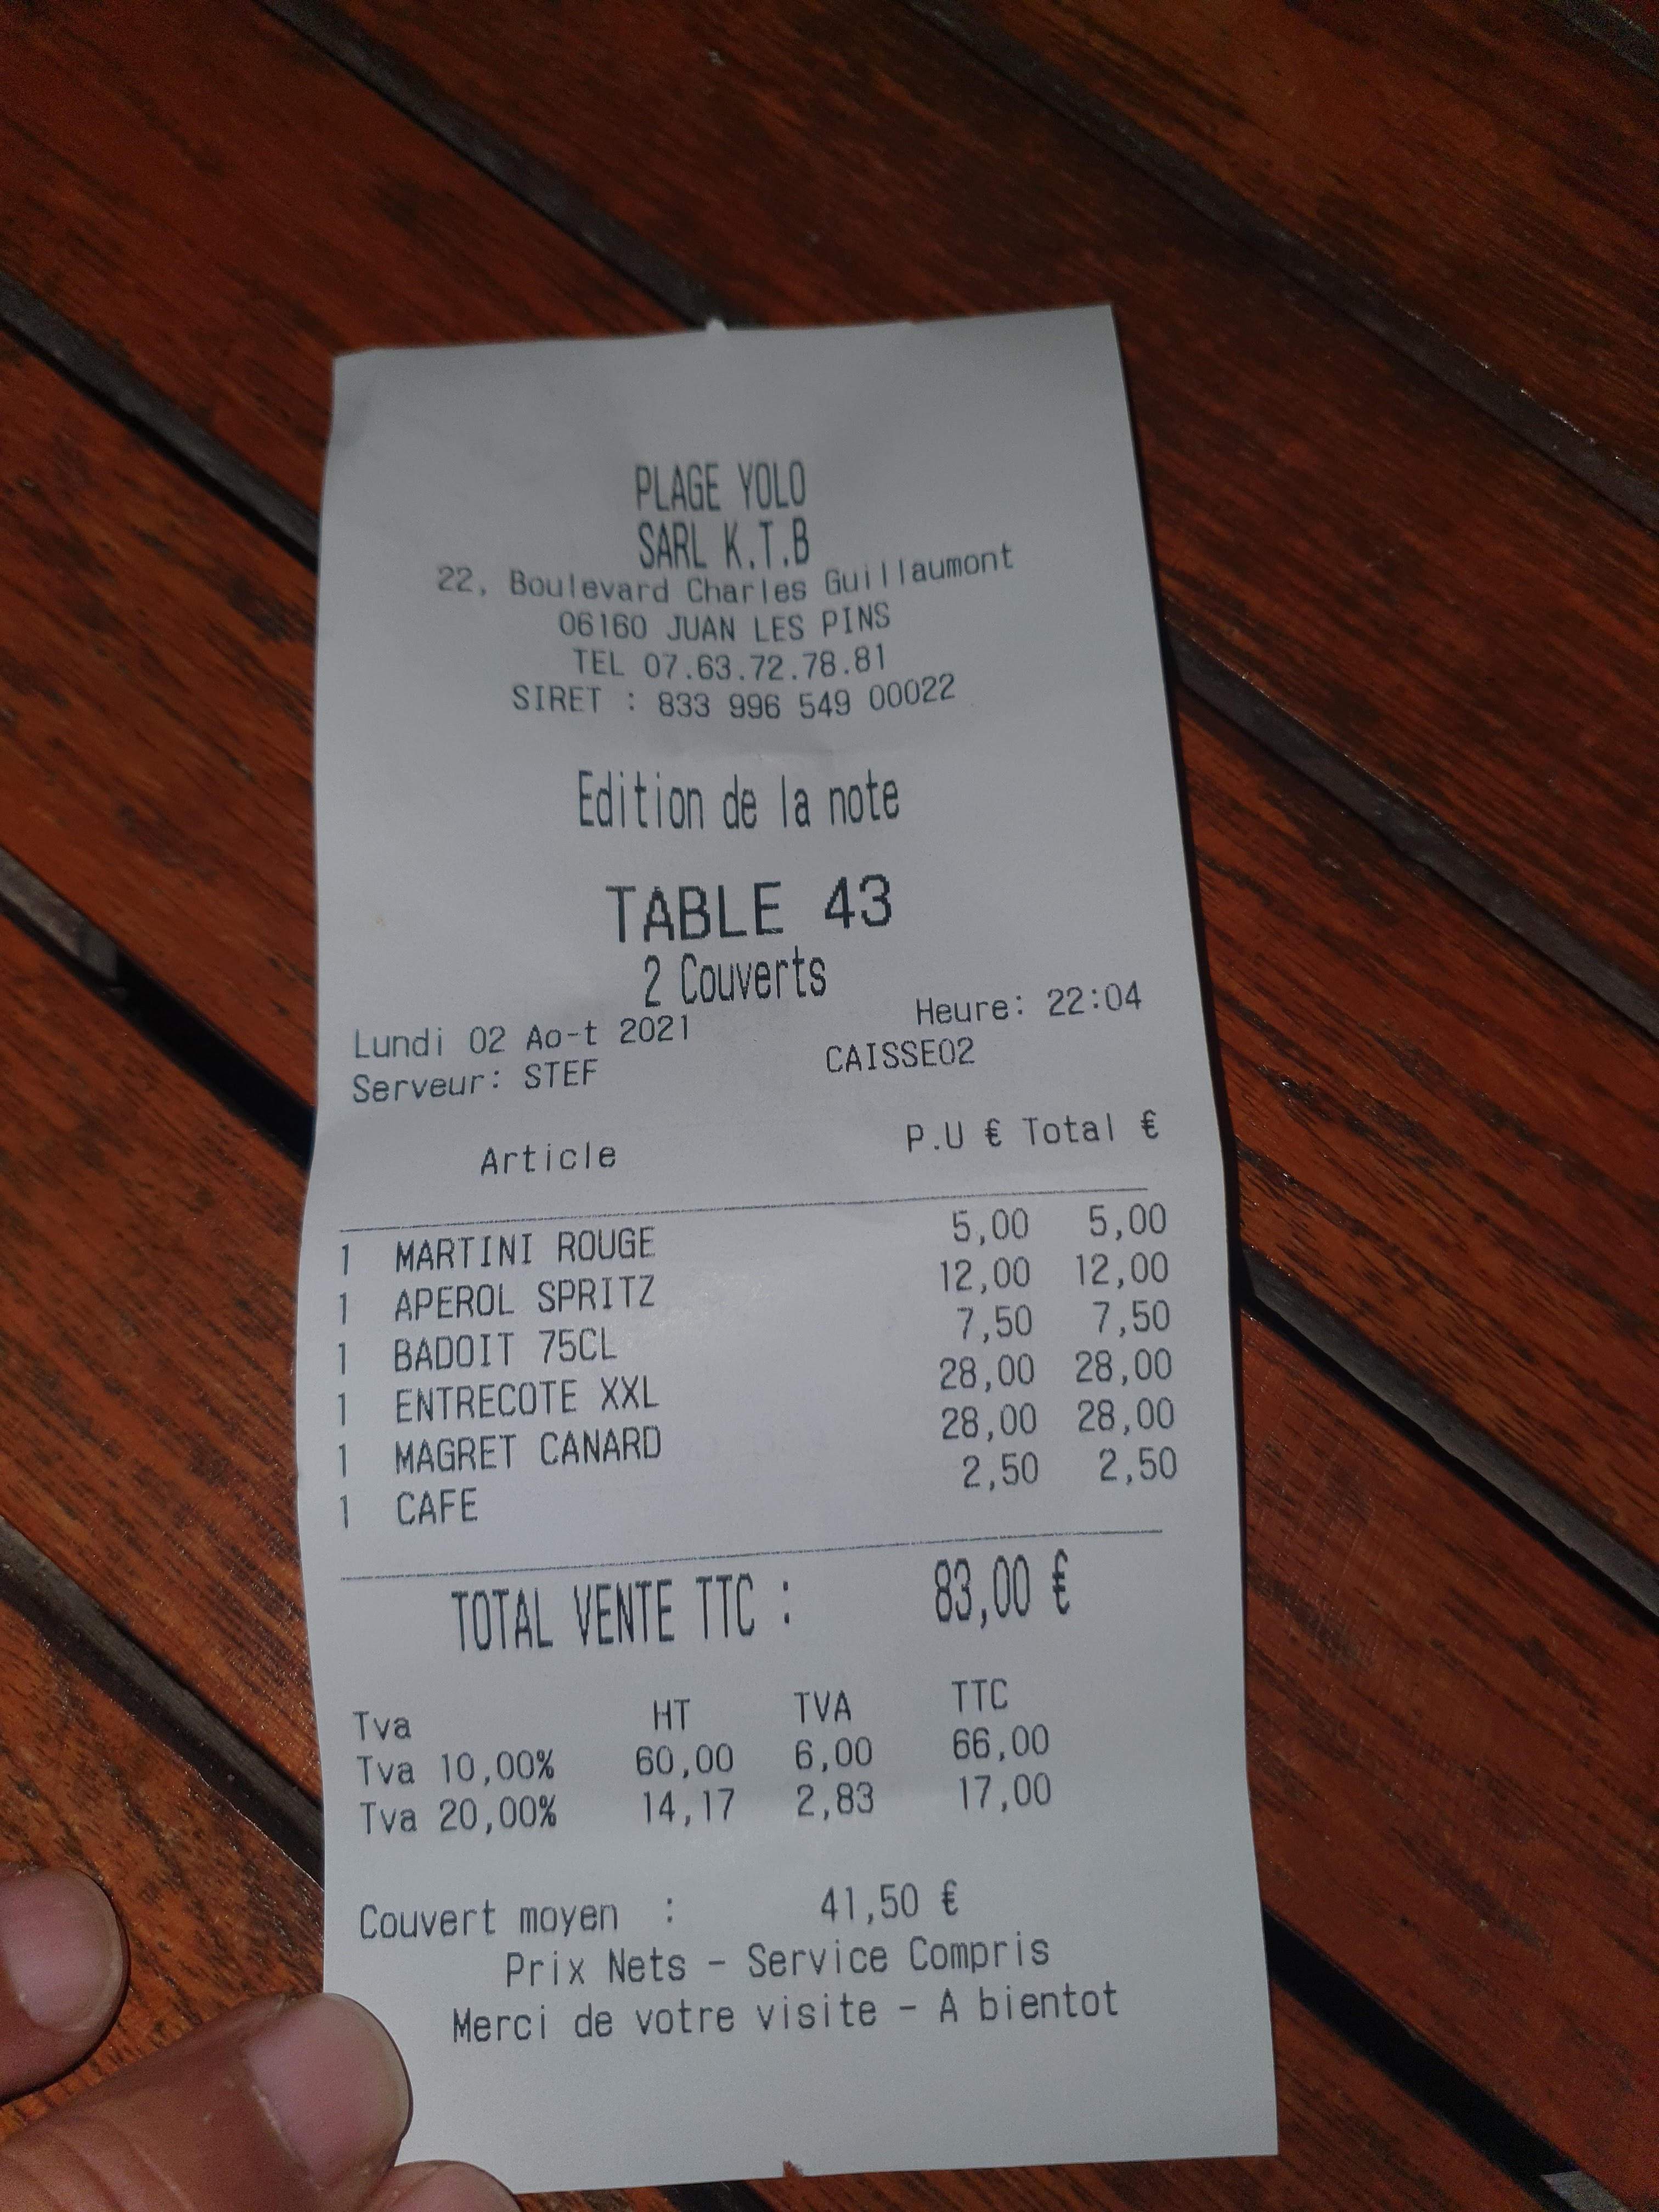 PLAGE YOLO
SARL K.T.B
22, Boulevard Charles Guillaumont
06160 JUAN LES PINS
TEL 07.63.72.78.81
SIRET : 833 996 549 00022
Edition de la note
TABLE 43
2 Couverts
Lundi 02 Ao-t 2021 Heure: 22:04
Serveur: STEF CAISSE02
Article P.U € Total €
1 MARTINI ROUGE 5,00 5,00
1 APEROL SPRITZ 12,00 12,00
1 BADOIT 75CL 7,50 7,50
1 ENTRECOTE XXL 28,00 28,00
1 MAGRET CANARD 28,00 28,00
1 CAFE 2,50 2,50
TOTAL VENTE TTC : 83,00 €
Tva HT TVA TTC
Tva 10,00% 60,00 6,00 66,00
Tva 20,00% 14,17 2,83 17,00
Couvert moyen : 41,50 €
Prix Nets - Service Compris
Merci de votre visite - A bientot